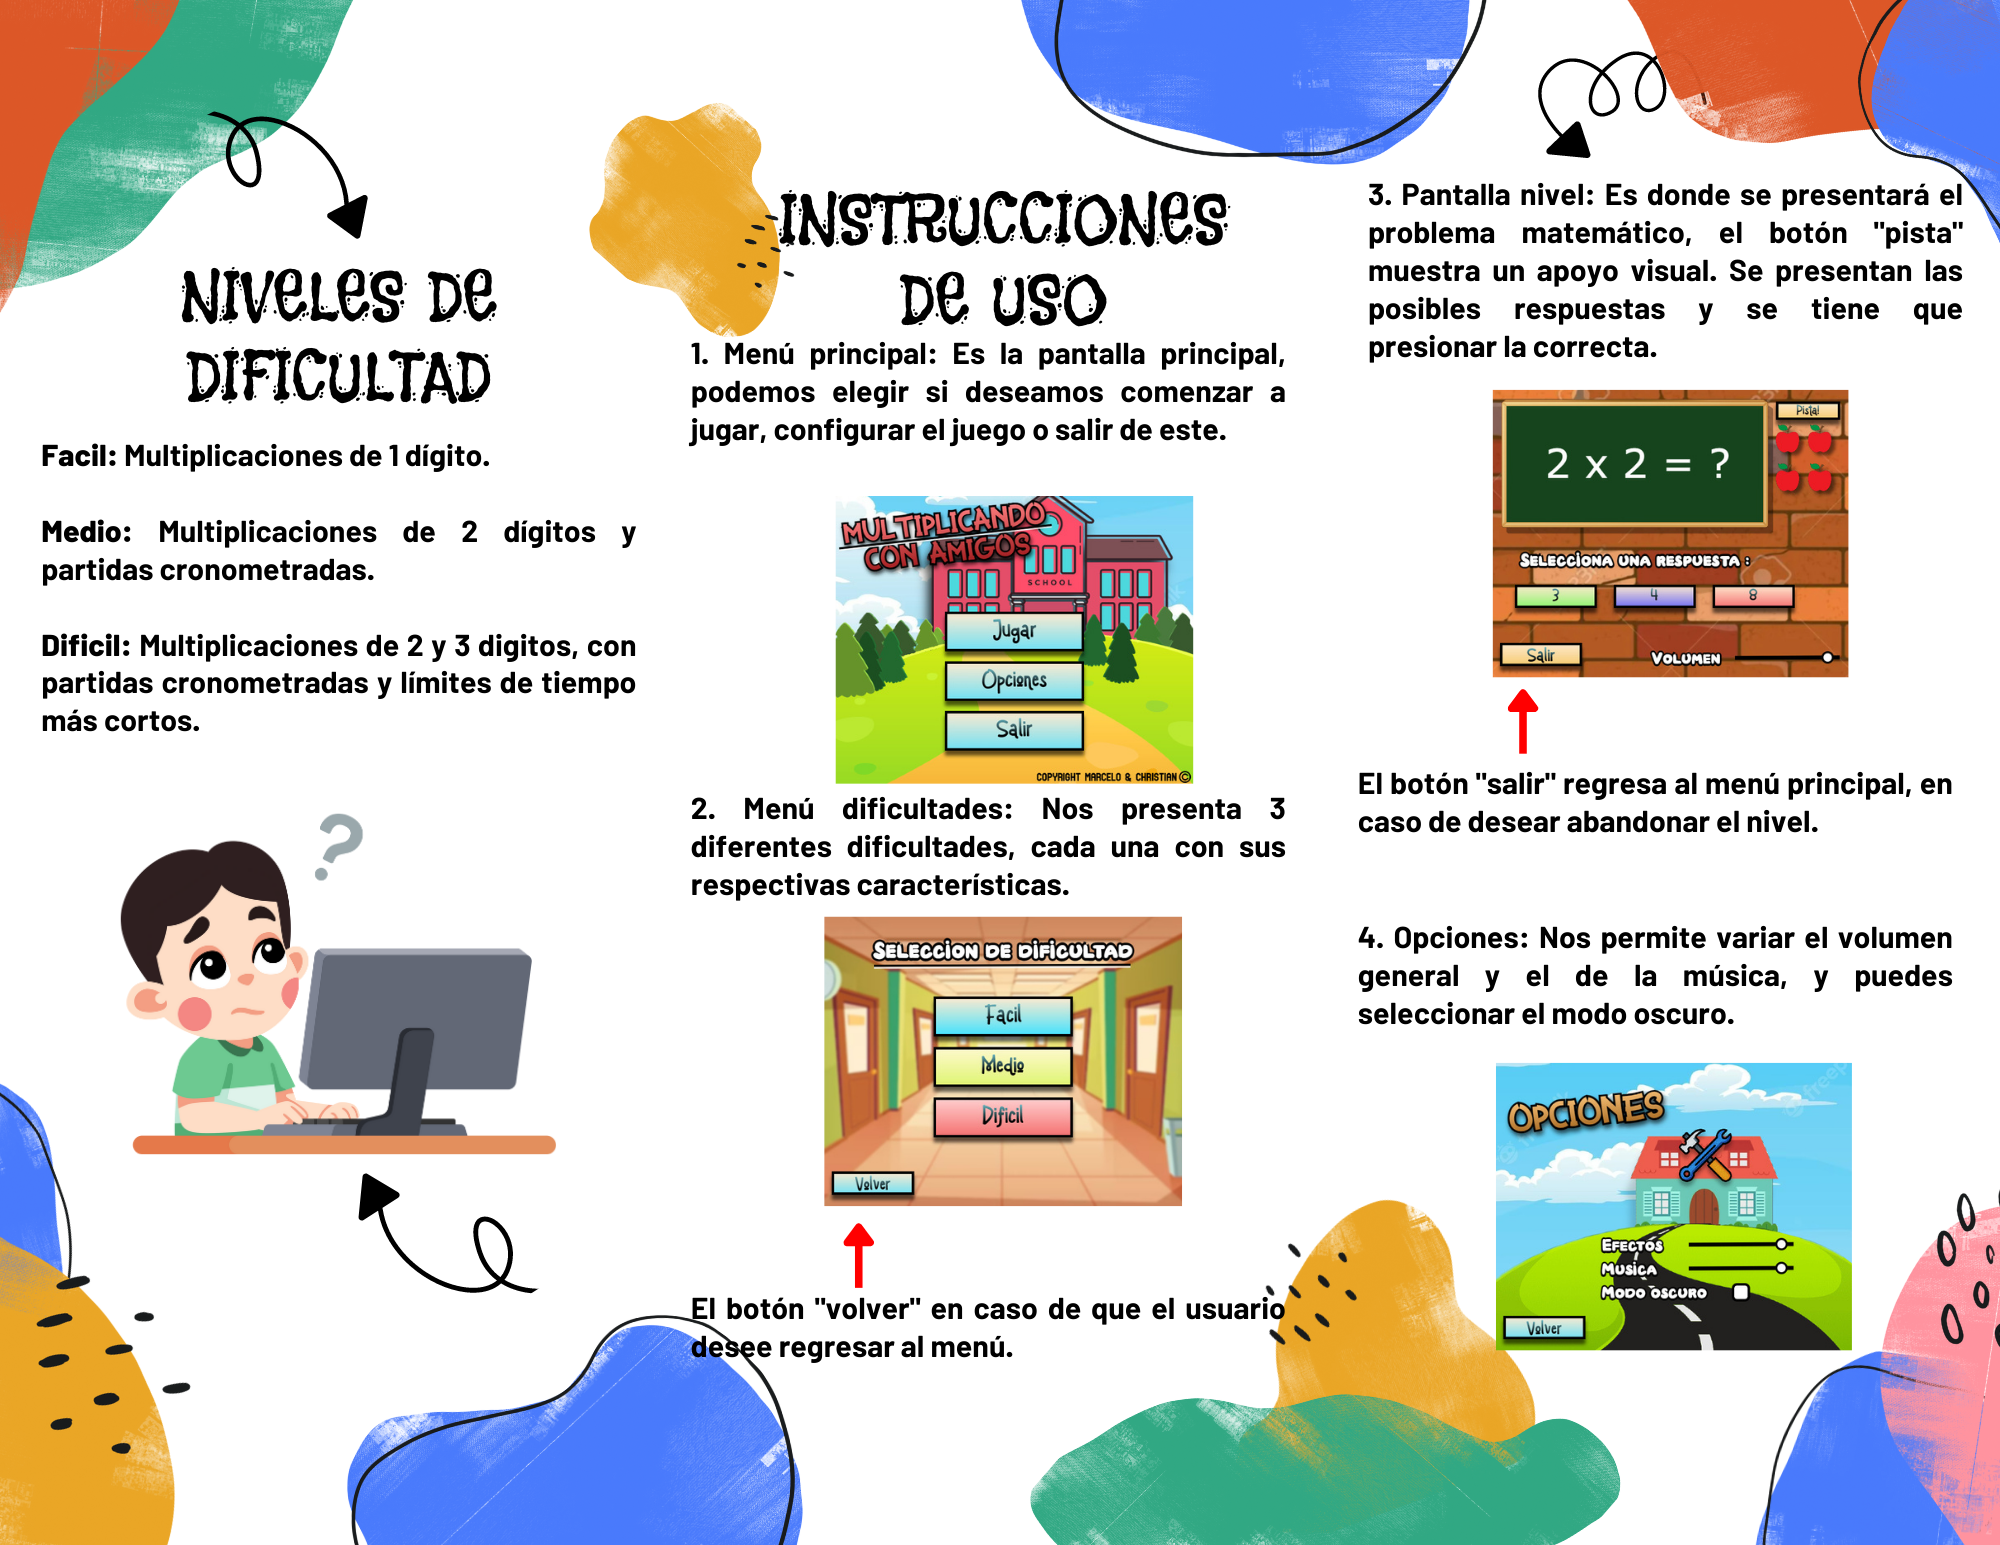 NIVELES DE
DIFICULTAD
Facil: Multiplicaciones de 1 dígito.
Medio: Multiplicaciones de 2 dígitos y
partidas cronometradas.
Dificil: Multiplicaciones de 2 y 3 digitos, con
partidas cronometradas y límites de tiempo
más cortos.
?
INSTRUCCIONES
DE USO
1. Menú principal: Es la pantalla principal,
podemos elegir si deseamos comenzar a
jugar, configurar el juego o salir de este.
MULTIPLICANDO
CON AMIGOS
SCHOOL
Jugar
Opciones
Salir
COPYRIGHT MARCELO & CHRISTIAN ©
2. Menú dificultades: Nos presenta 3
diferentes dificultades, cada una con sus
respectivas características.
SELECCION DE DIFICULTAD
Facil
Medio
Dificil
Volver
El botón "volver" en caso de que el usuario
desee regresar al menú.
3. Pantalla nivel: Es donde se presentará el
problema matemático, el botón "pista"
muestra un apoyo visual. Se presentan las
posibles respuestas y se tiene que
presionar la correcta.
2 x 2 = ?
Pista!
SELECCIONA UNA RESPUESTA :
3 4 8
Salir
VOLUMEN
El botón "salir" regresa al menú principal, en
caso de desear abandonar el nivel.
4. Opciones: Nos permite variar el volumen
general y el de la música, y puedes
seleccionar el modo oscuro.
OPCIONES
EFECTOS
MUSICA
MODO OSCURO
Volver